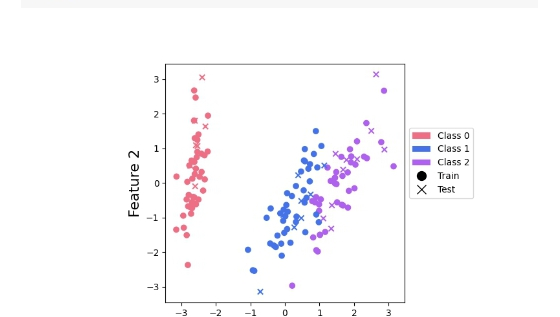 3
2
1
0
−1
−2
−3
Feature 2
−3 −2 −1 0 1 2 3
Class 0
Class 1
Class 2
Train
Test